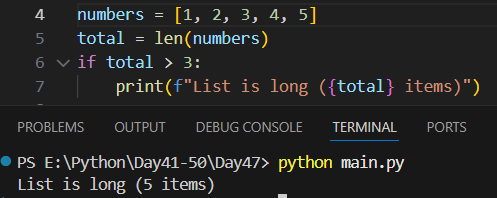 4 numbers = [1, 2, 3, 4, 5]
5 total = len(numbers)
6 if total > 3:
7     print(f"List is long ({total} items)")
PROBLEMS OUTPUT DEBUG CONSOLE TERMINAL PORTS
PS E:\Python\Day41-50\Day47> python main.py
List is long (5 items)